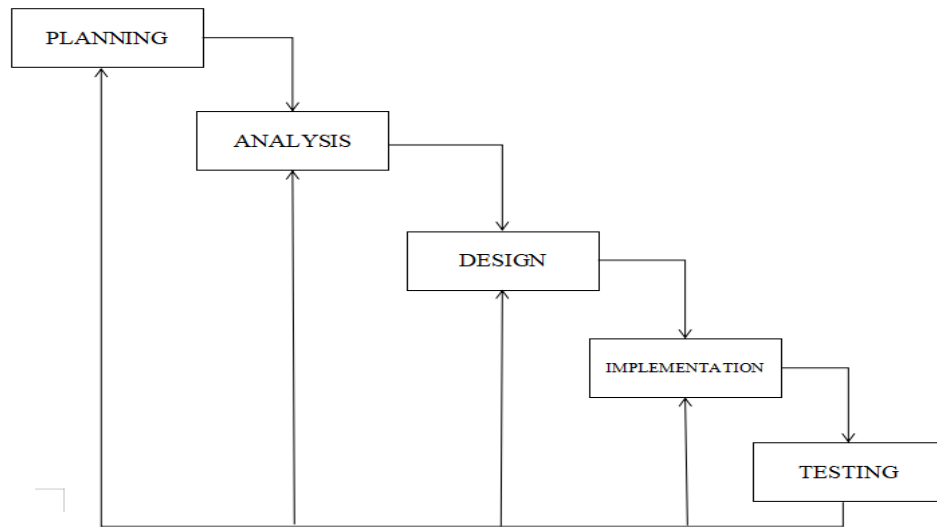 PLANNING
ANALYSIS
DESIGN
IMPLEMENTATION
TESTING